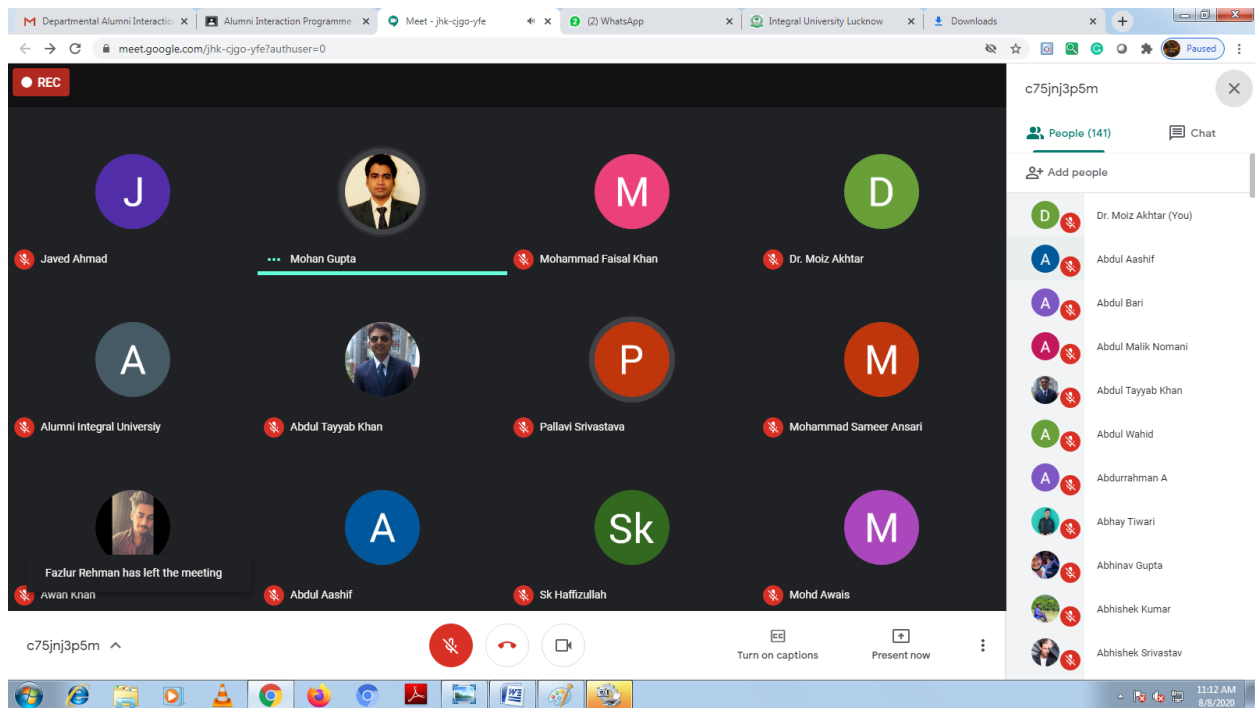 Departmental Alumni Interactio
Alumni Interaction Programme
Meet - jhk-cjgo-yfe
(2) WhatsApp
Integral University Lucknow
Downloads
meet.google.com/jhk-cjgo-yfe?authuser=0
Paused
REC
J
M
D
Javed Ahmad
Mohan Gupta
Mohammad Faisal Khan
Dr. Moiz Akhtar
A
P
M
Alumni Integral Universiy
Abdul Tayyab Khan
Pallavi Srivastava
Mohammad Sameer Ansari
A
Sk
M
Fazlur Rehman has left the meeting
Awan Khan
Abdul Aashif
Sk Haffizullah
Mohd Awais
c75jnj3p5m
Turn on captions
Present now
c75jnj3p5m
People (141)
Chat
Add people
D Dr. Moiz Akhtar (You)
A Abdul Aashif
A Abdul Bari
A Abdul Malik Nomani
Abdul Tayyab Khan
A Abdul Wahid
A Abdurrahman A
Abhay Tiwari
Abhinav Gupta
Abhishek Kumar
Abhishek Srivastav
11:12 AM
8/8/2020